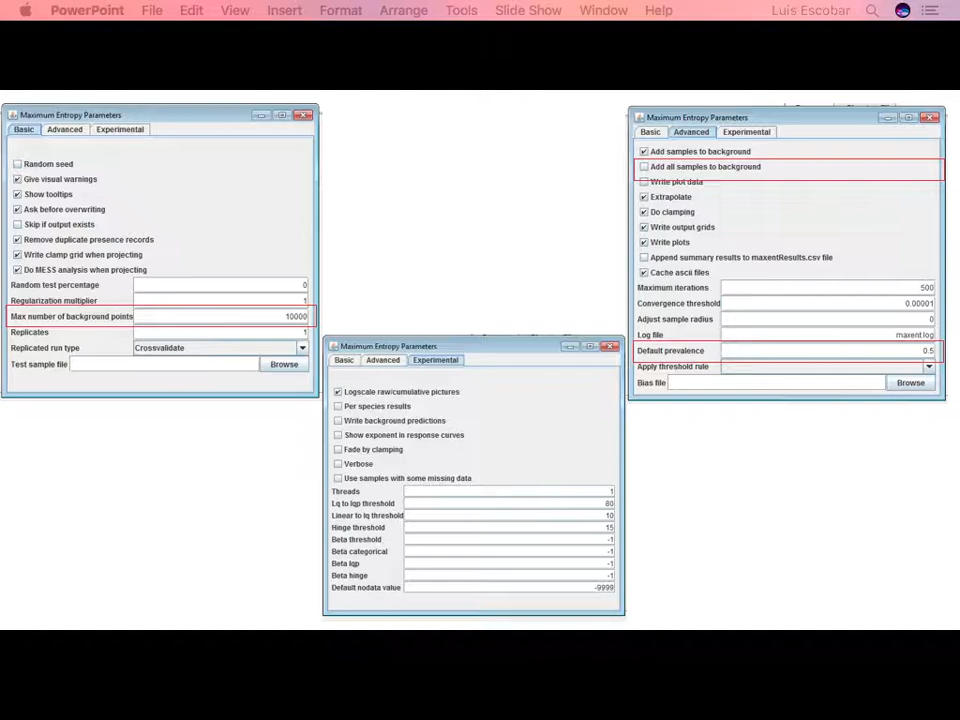 PowerPoint File Edit View Insert Format Arrange Tools Slide Show Window Help Luis Escobar
Maximum Entropy Parameters
Basic Advanced Experimental
Random seed
Give visual warnings
Show tooltips
Ask before overwriting
Skip if output exists
Remove duplicate presence records
Write clamp grid when projecting
Do MESS analysis when projecting
Random test percentage 0
Regularization multiplier 1
Max number of background points 10000
Replicates 1
Replicated run type Crossvalidate
Test sample file Browse
Maximum Entropy Parameters
Basic Advanced Experimental
Logscale raw/cumulative pictures
Per species results
Write background predictions
Show exponent in response curves
Fade by clamping
Verbose
Use samples with some missing data
Threads 1
Lq to lqp threshold 80
Linear to lq threshold 10
Hinge threshold 15
Beta threshold -1
Beta categorical -1
Beta lqp -1
Beta hinge -1
Default nodata value -9999
Maximum Entropy Parameters
Basic Advanced Experimental
Add samples to background
Add all samples to background
Write plot data
Extrapolate
Do clamping
Write output grids
Write plots
Append summary results to maxentResults.csv file
Cache ascii files
Maximum iterations 500
Convergence threshold 0.00001
Adjust sample radius 0
Log file maxent.log
Default prevalence 0.5
Apply threshold rule
Bias file Browse